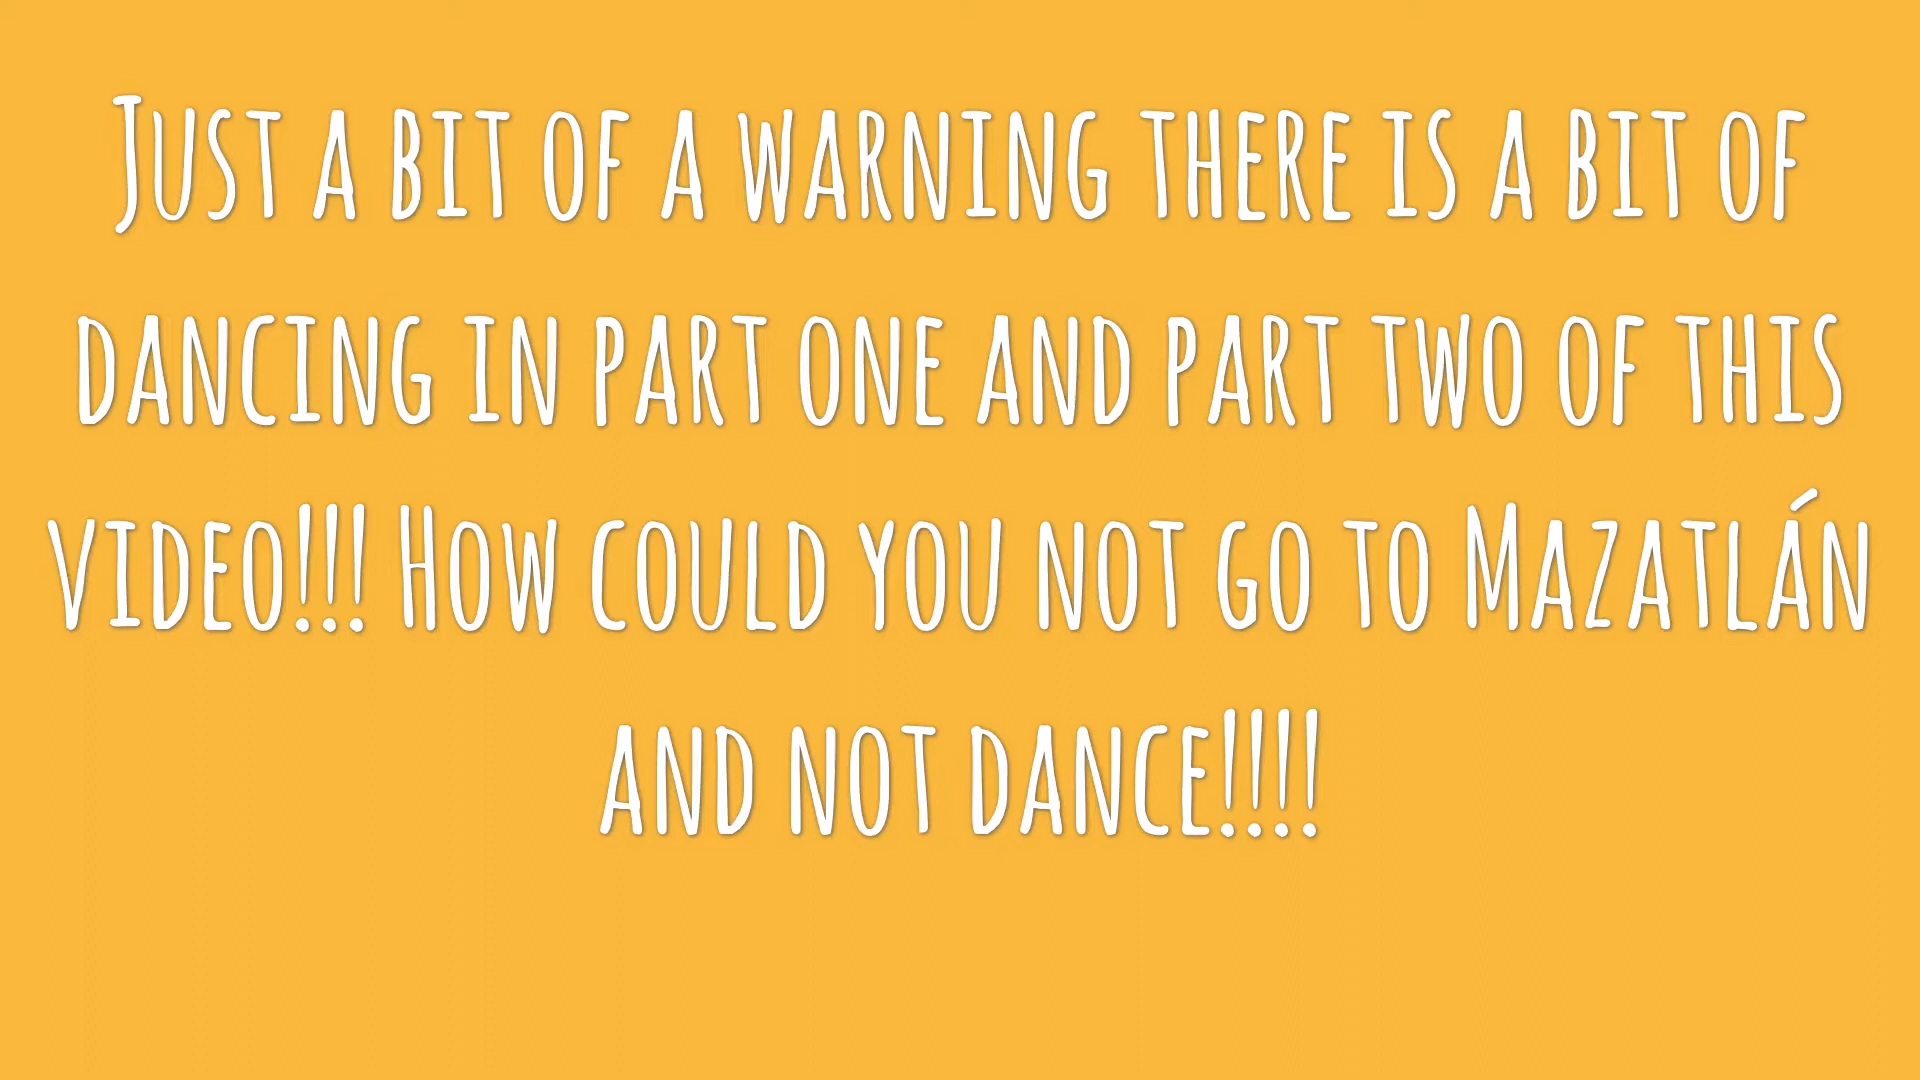 Just a bit of a warning there is a bit of
dancing in part one and part two of this
video!!! How could you not go to Mazatlán
and not dance!!!!